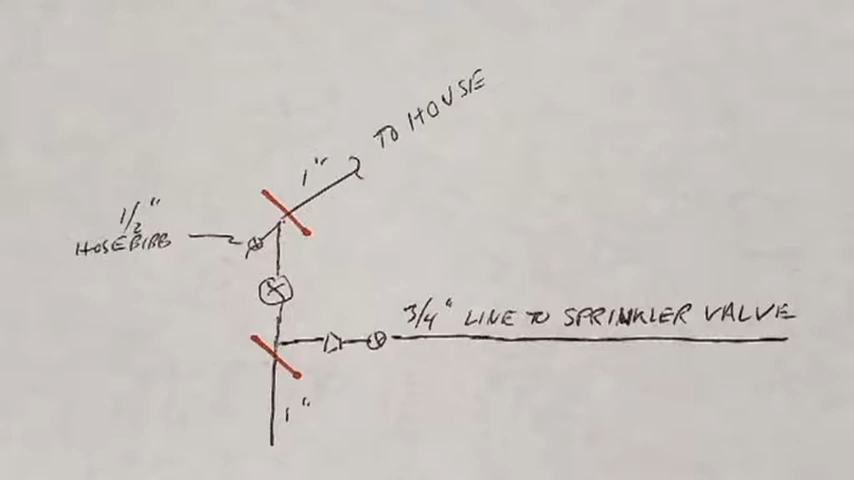 TO HOUSE
1"
1/2"
HOSEBIBB
3/4" LINE TO SPRINKLER VALVE
1"